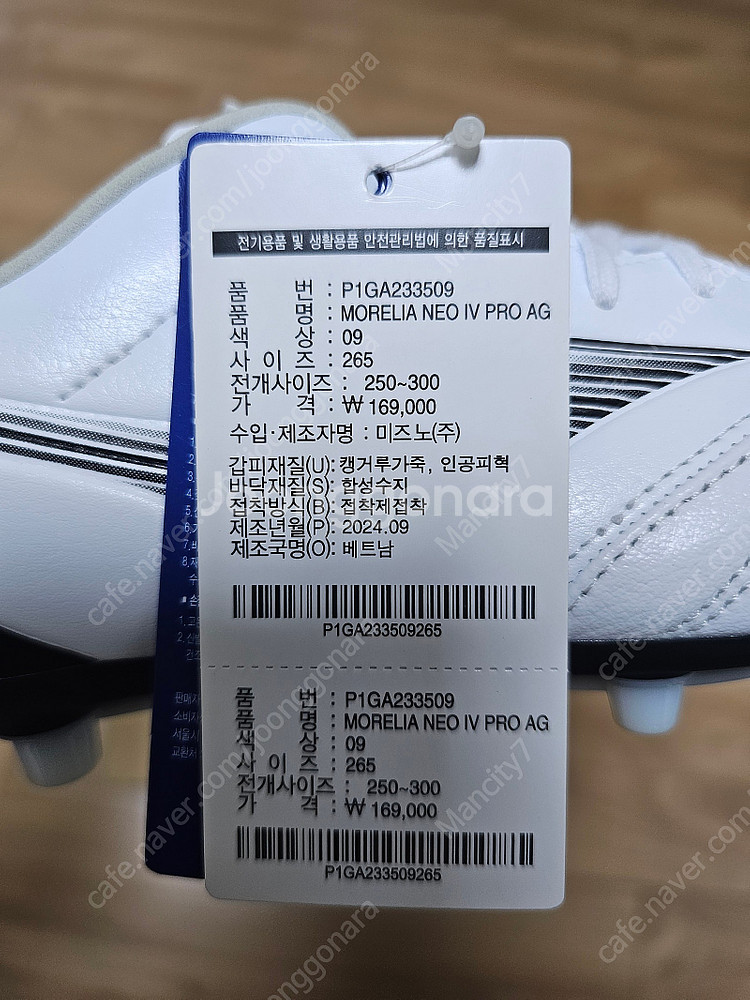 전기용품 및 생활용품 안전관리법에 의한 품질표시
품 번 : P1GA233509
품 명 : MORELIA NEO IV PRO AG
색 상 : 09
사 이 즈 : 265
전개사이즈 : 250~300
가 격 : ₩ 169,000
수입·제조자명 : 미즈노(주)
갑피재질(U): 캥거루가죽, 인공피혁
바닥재질(S): 합성수지
접착방식(B): 접착제접착
제조년월(P): 2024.09
제조국명(O): 베트남
P1GA233509265
품 번 : P1GA233509
품 명 : MORELIA NEO IV PRO AG
색 상 : 09
사 이 즈 : 265
전개사이즈 : 250~300
가 격 : ₩ 169,000
P1GA233509265
cafe.naver.com/joonggonara
Mancity7
Joonggonara